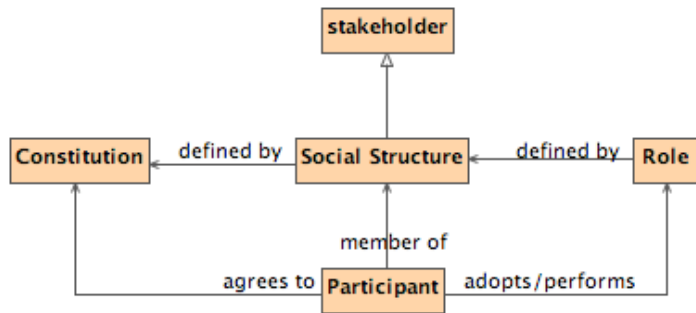 stakeholder
Constitution
defined by
Social Structure
defined by
Role
member of
agrees to
Participant
adopts/performs